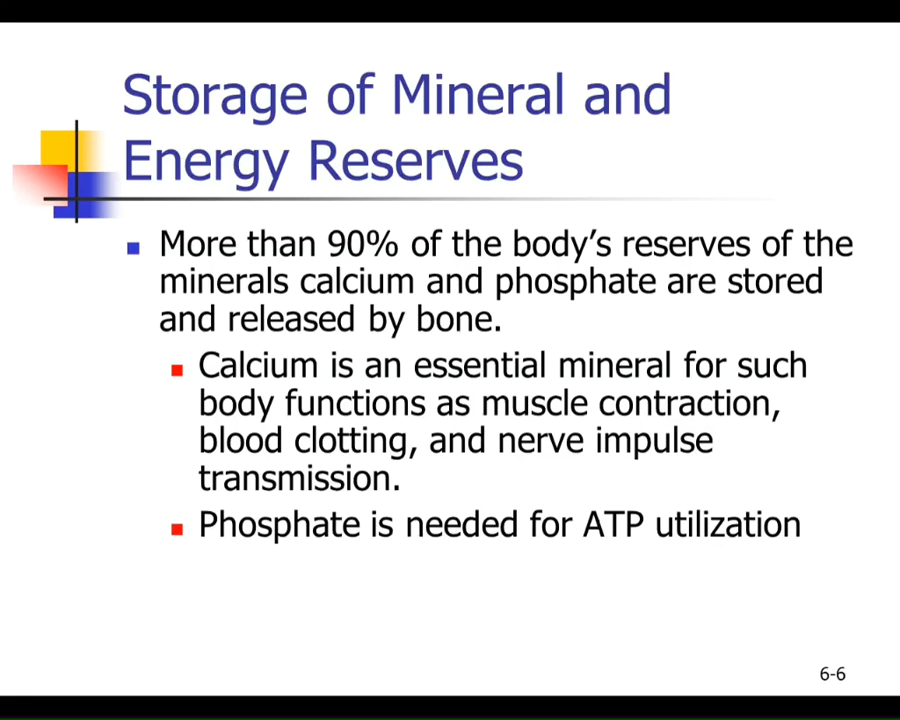 Storage of Mineral and
Energy Reserves
More than 90% of the body's reserves of the
minerals calcium and phosphate are stored
and released by bone.
Calcium is an essential mineral for such
body functions as muscle contraction,
blood clotting, and nerve impulse
transmission.
Phosphate is needed for ATP utilization
6-6